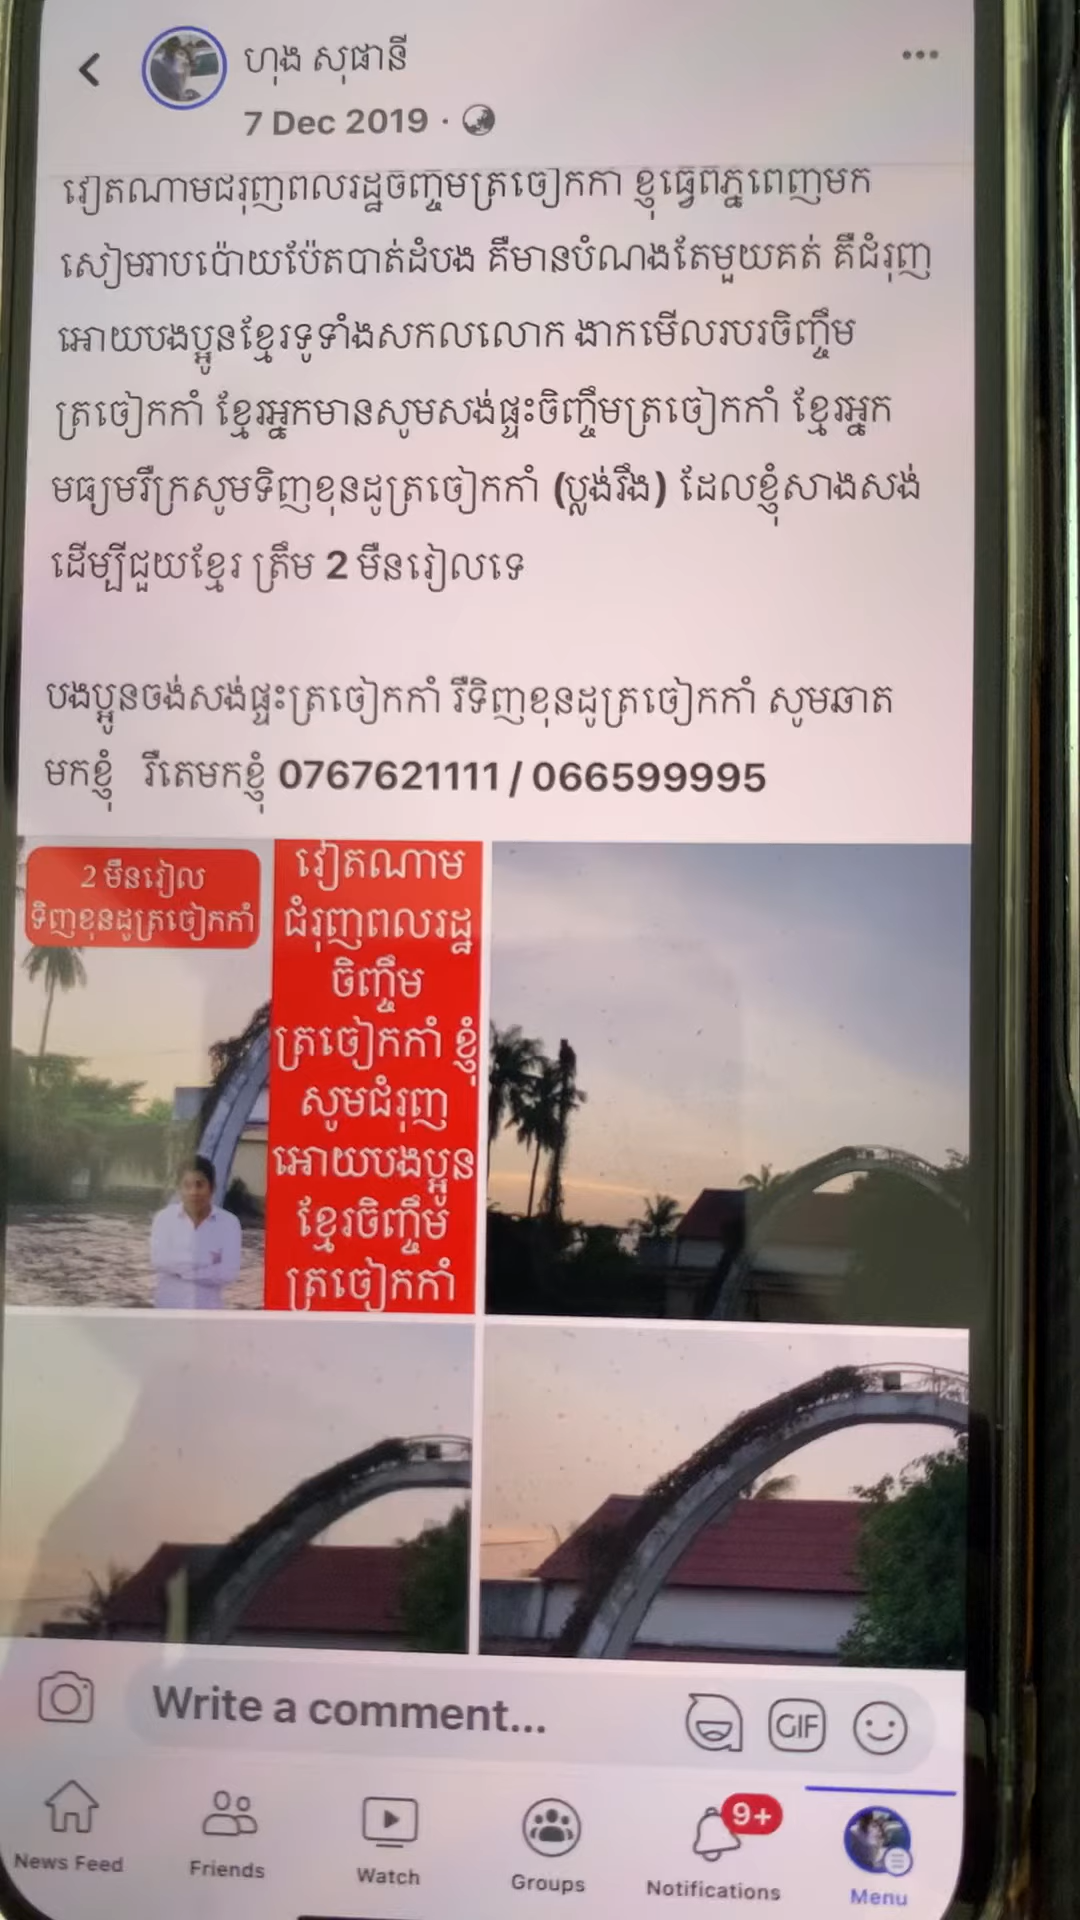 ហុង សុផានី
7 Dec 2019
វៀតណាមជរុញពលរដ្ឋចិញ្ចឹមត្រចៀកកាំ ខ្ញុំធ្វើពីភ្នំពេញមក
សៀមរាបប៉ោយប៉ែតបាត់ដំបង គឺមានបំណងតែមួយគត់ គឺជំរុញ
អោយបងប្អូនខ្មែរទូទាំងសកលលោក ងាកមើលរបរចិញ្ចឹម
ត្រចៀកកាំ ខ្មែរអ្នកមានសូមសង់ផ្ទះចិញ្ចឹមត្រចៀកកាំ ខ្មែរអ្នក
មធ្យមរឺក្រសូមទិញខុនដូត្រចៀកកាំ (ប្លង់រឹង) ដែលខ្ញុំសាងសង់
ដើម្បីជួយខ្មែរ ត្រឹម 2 មឺនរៀលទេ
បងប្អូនចង់សង់ផ្ទះត្រចៀកកាំ រឺទិញខុនដូត្រចៀកកាំ សូមឆាត
មកខ្ញុំ រឺតេមកខ្ញុំ 0767621111 / 066599995
2 មឺនរៀល
ទិញខុនដូត្រចៀកកាំ
វៀតណាម
ជំរុញពលរដ្ឋ
ចិញ្ចឹម
ត្រចៀកកាំ ខ្ញុំ
សូមជំរុញ
អោយបងប្អូន
ខ្មែរចិញ្ចឹម
ត្រចៀកកាំ
Write a comment...
GIF
9+
News Feed
Friends
Watch
Groups
Notifications
Menu